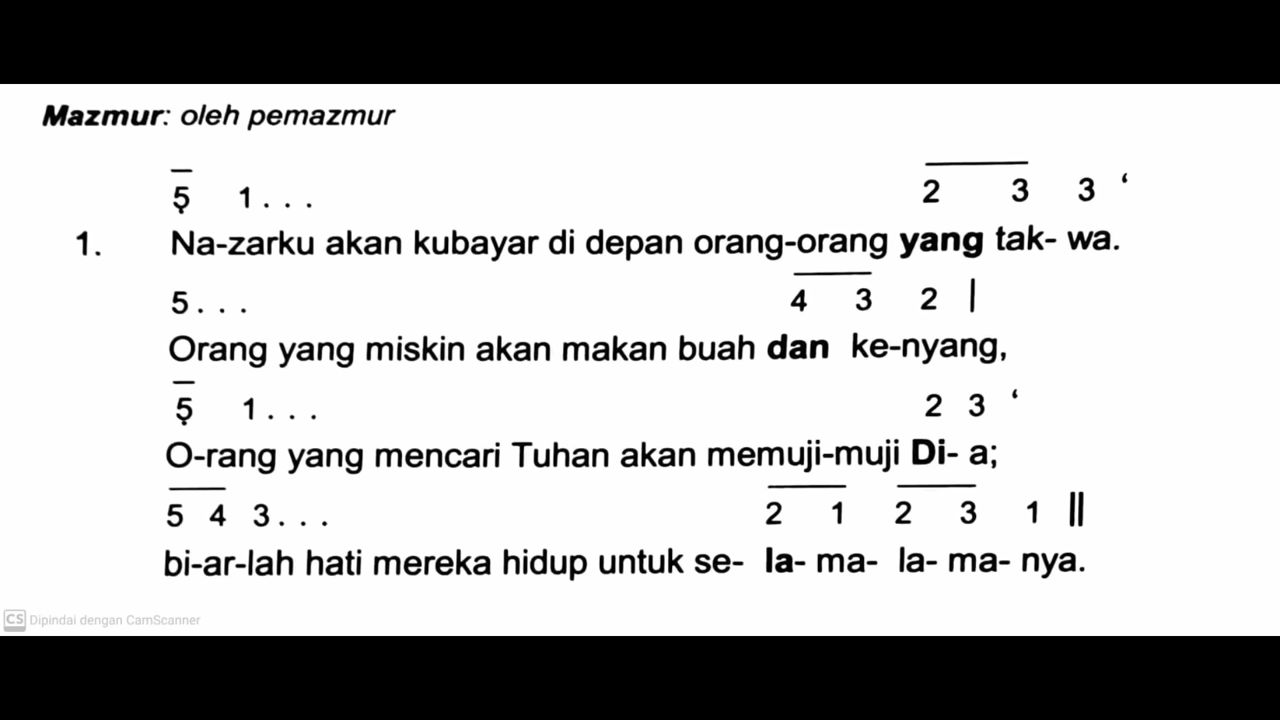 Mazmur: oleh pemazmur
5̣ 1 . . . 2 3 3 ‘
1. Na-zarku akan kubayar di depan orang-orang yang tak- wa.
5 . . . 4 3 2 |
Orang yang miskin akan makan buah dan ke-nyang,
5̣ 1 . . . 2 3 ‘
O-rang yang mencari Tuhan akan memuji-muji Di- a;
5 4 3 . . . 2 1 2 3 1 ||
bi-ar-lah hati mereka hidup untuk se- la- ma- la- ma- nya.
CS Dipindai dengan CamScanner